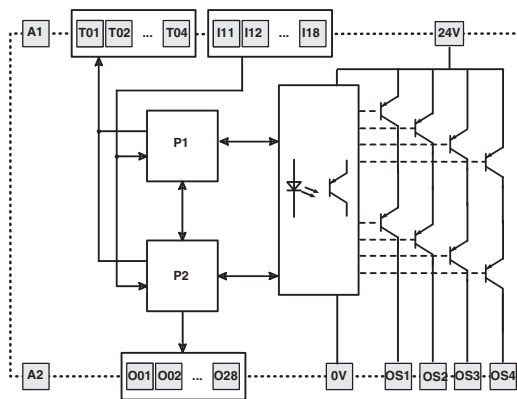 A1 T01 T02 ... T04 I11 I12 ... I18 24V
P1
P2
A2 O01 O02 ... O28 0V OS1 OS2 OS3 OS4